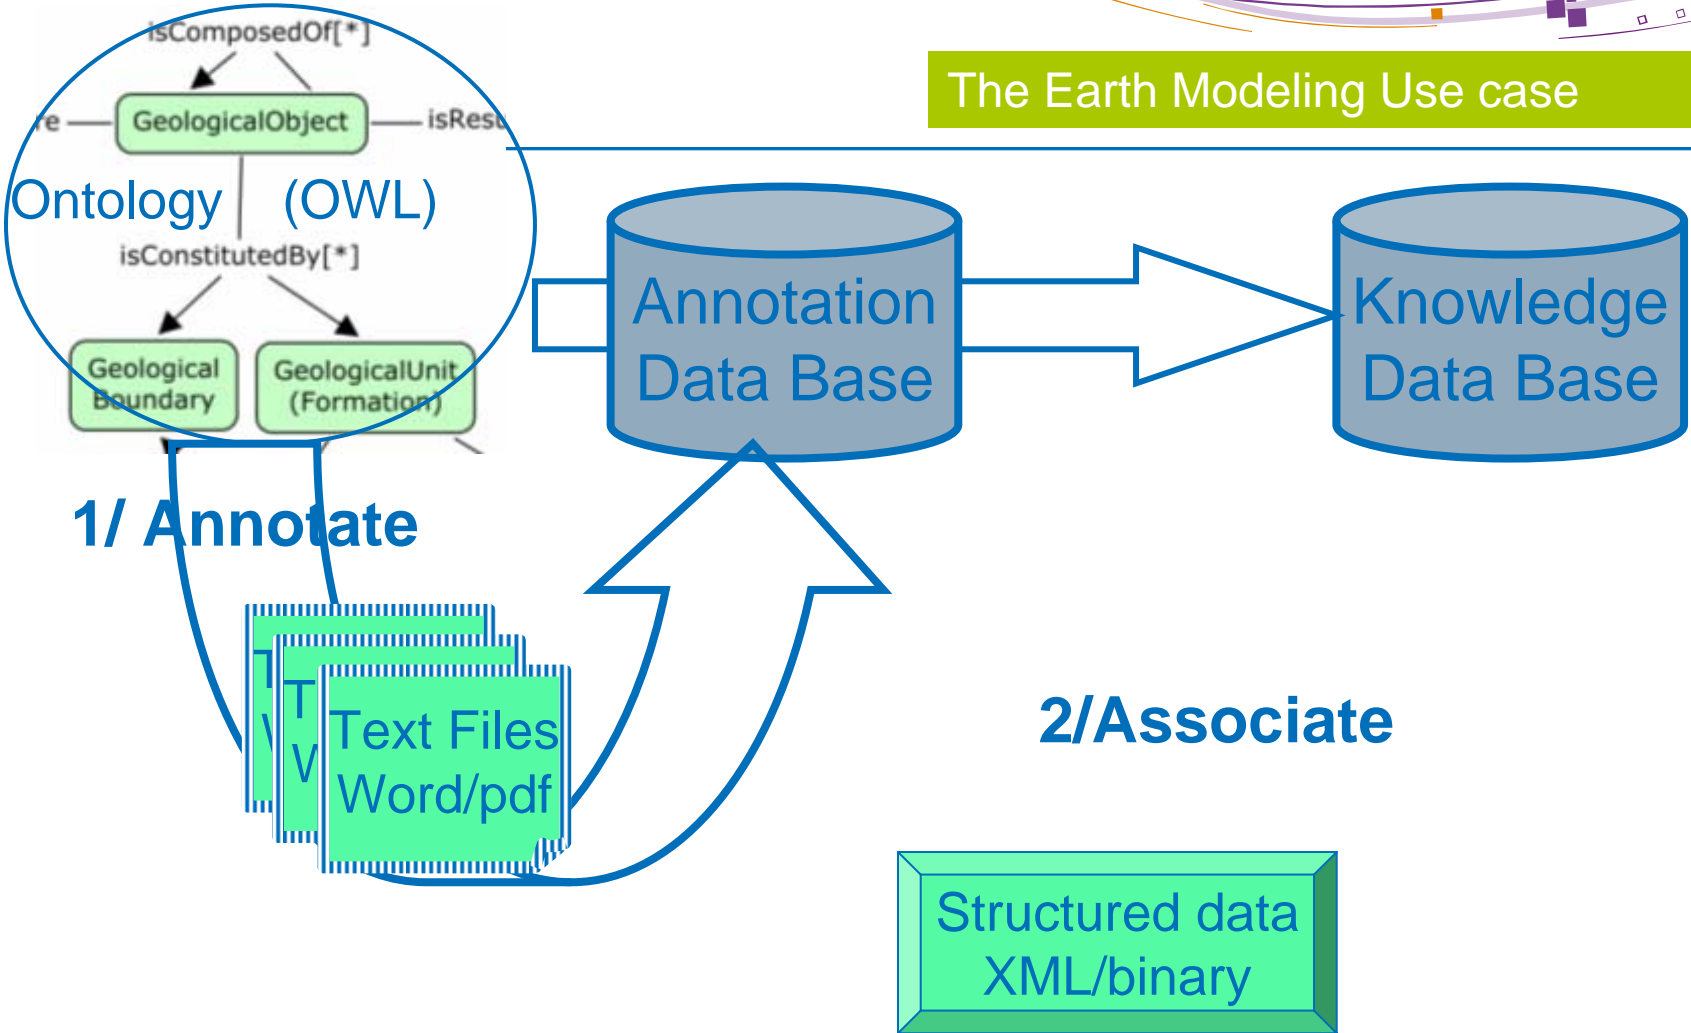 The Earth Modeling Use case
isComposedOf[*]
re
GeologicalObject
isResu
Ontology (OWL)
isConstitutedBy[*]
Geological
Boundary
GeologicalUnit
(Formation)
Annotation
Data Base
Knowledge
Data Base
1/ Annotate
T
W
T
W
Text Files
Word/pdf
2/Associate
Structured data
XML/binary